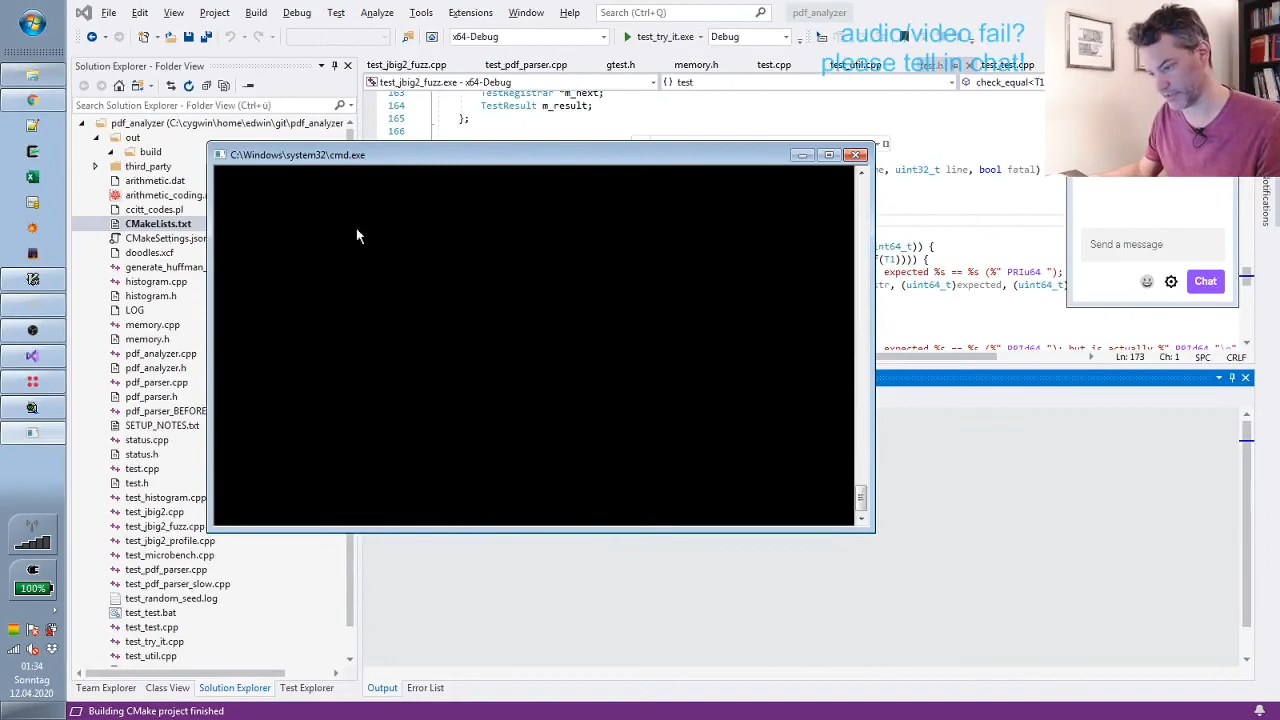 File Edit View Project Build Debug Test Analyze Tools Extensions Window Help Search (Ctrl+Q) pdf_analyzer
x64-Debug test_try_it.exe Debug
audio/video fail?
please tell in chat!
Solution Explorer - Folder View
Search Solution Explorer - Folder View (Ctrl+ü)
test_jbig2_fuzz.cpp test_pdf_parser.cpp gtest.h memory.h test.cpp test_util.cpp test.h test_test.cpp
test_jbig2_fuzz.exe - x64-Debug test check_equal<T1
pdf_analyzer (C:\cygwin\home\edwin\git\pdf_analyzer
out
build
third_party
arithmetic.dat
arithmetic_coding.
ccitt_codes.pl
CMakeLists.txt
CMakeSettings.json
doodles.xcf
generate_huffman_
histogram.cpp
histogram.h
LOG
memory.cpp
memory.h
pdf_analyzer.cpp
pdf_analyzer.h
pdf_parser.cpp
pdf_parser.h
pdf_parser_BEFORE
SETUP_NOTES.txt
status.cpp
status.h
test.cpp
test.h
test_histogram.cpp
test_jbig2.cpp
test_jbig2_fuzz.cpp
test_jbig2_profile.cpp
test_microbench.cpp
test_pdf_parser.cpp
test_pdf_parser_slow.cpp
test_random_seed.log
test_test.bat
test_test.cpp
test_try_it.cpp
test_util.cpp
163 TestRegistrar *m_next;
164 TestResult m_result;
165 };
166
C:\Windows\system32\cmd.exe
e, uint32_t line, bool fatal)
int64_t)) {
f(T1)))) {
expected %s == %s (%" PRIu64 ");
tr, (uint64_t)expected, (uint64_t)
expected %s == %s (%" PRId64 "); but is actually %" PRId64 "\n"
Ln: 173 Ch: 1 SPC CRLF
Send a message
Chat
Notifications
100%
01:34
Sonntag
12.04.2020
Team Explorer Class View Solution Explorer Test Explorer
Output Error List
Building CMake project finished